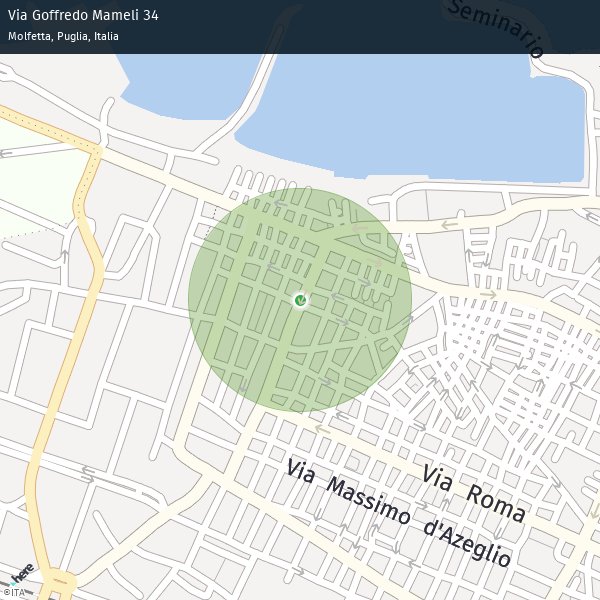 Via Goffredo Mameli 34
Molfetta, Puglia, Italia
Seminario
Via Roma
Via Massimo d'Azeglio
here
©ITA